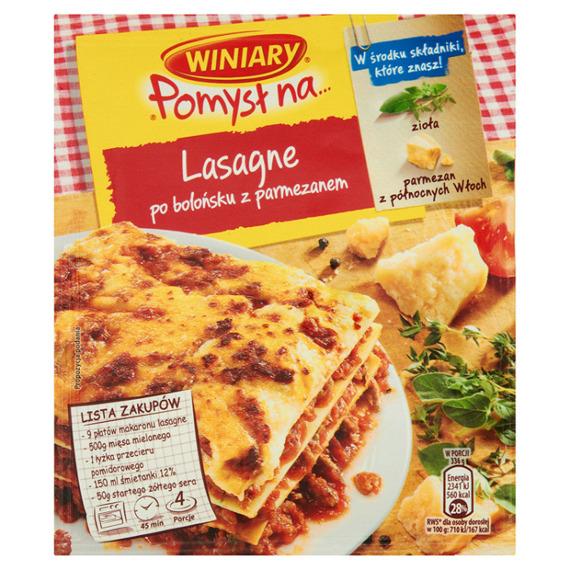 WINIARY®
®Pomysł na...
Lasagne
po bolońsku z parmezanem
W środku składniki,
które znasz!
zioła
parmezan
z północnych Włoch
Propozycja podania
LISTA ZAKUPÓW
- 9 płatów makaronu lasagne
- 500g mięsa mielonego
- 1 łyżka przecieru
pomidorowego
- 150 ml śmietanki 12%
- 50g startego żółtego sera
45 min
4
Porcje
W PORCJI
336 g
Energia
2341 kJ
560 kcal
28%
RWS* dla osoby dorosłej
w 100g: 710 kJ/167 kcal